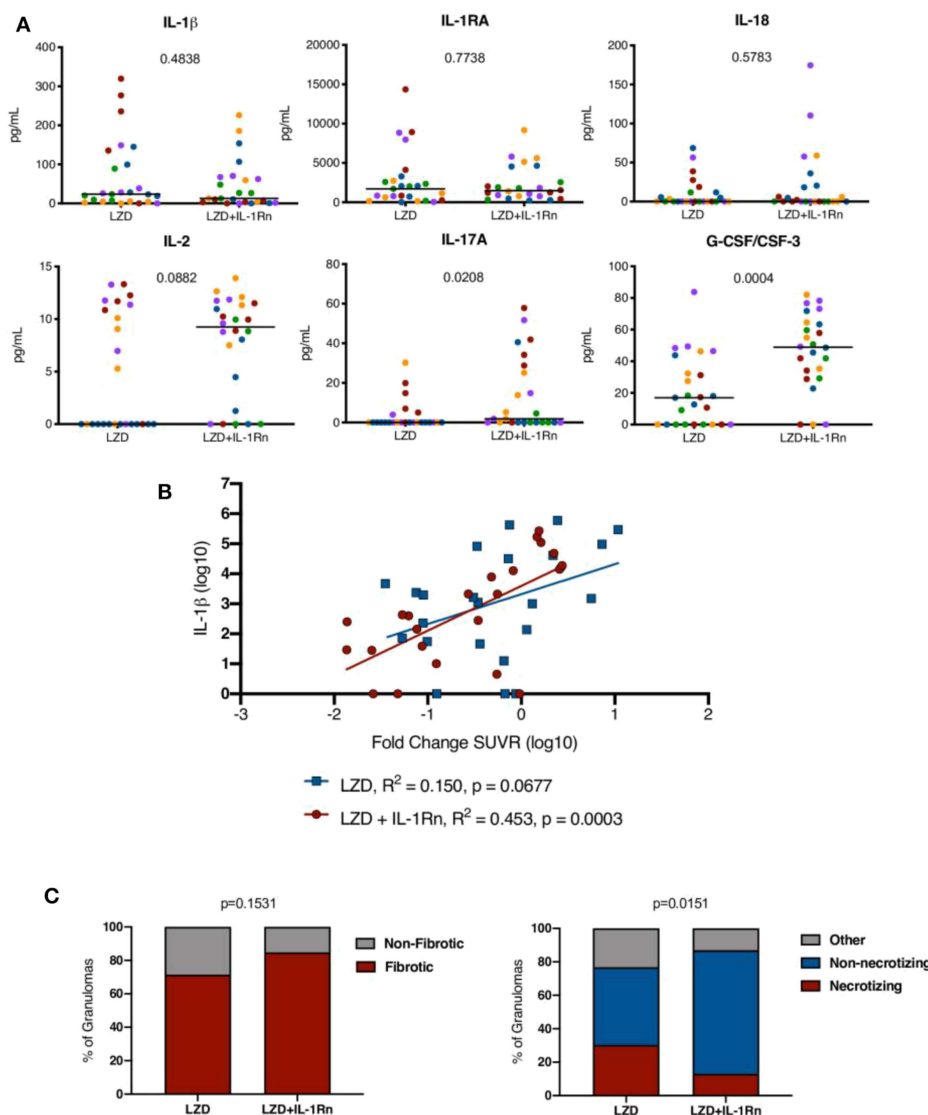 A
IL-1β
0.4838
400
300
200
100
0
pg/mL
LZD
LZD+IL-1Rn
IL-1RA
0.7738
20000
15000
10000
5000
0
pg/mL
LZD
LZD+IL-1Rn
IL-18
0.5783
200
150
100
50
0
pg/mL
LZD
LZD+IL-1Rn
IL-2
0.0882
15
10
5
0
pg/mL
LZD
LZD+IL-1Rn
IL-17A
0.0208
80
60
40
20
0
pg/mL
LZD
LZD+IL-1Rn
G-CSF/CSF-3
0.0004
100
80
60
40
20
0
pg/mL
LZD
LZD+IL-1Rn
B
7
6
5
4
3
2
1
0
IL-1β (log10)
-3 -2 -1 0 1 2
Fold Change SUVR (log10)
LZD, R² = 0.150, p = 0.0677
LZD + IL-1Rn, R² = 0.453, p = 0.0003
C
p=0.1531
100
80
60
40
20
0
% of Granulomas
LZD
LZD+IL-1Rn
Non-Fibrotic
Fibrotic
p=0.0151
100
80
60
40
20
0
% of Granulomas
LZD
LZD+IL-1Rn
Other
Non-necrotizing
Necrotizing